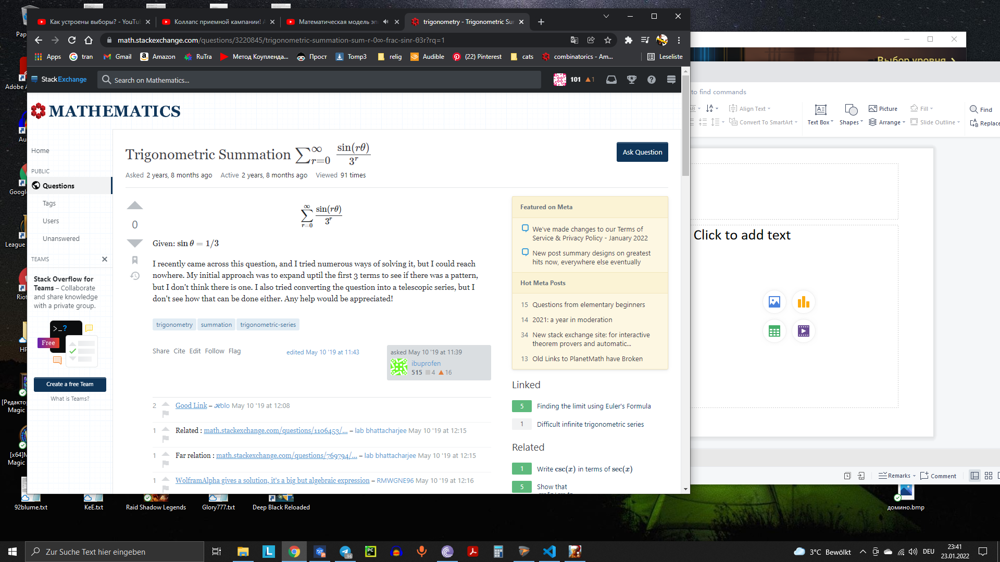 Как устроены выборы? - YouTu
Коллапс приемной кампании! A
Математическая модель эпи
trigonometry - Trigonometric Sur
math.stackexchange.com/questions/3220845/trigonometric-summation-sum-r-0∞-frac-sinr-θ3r?rq=1
Apps
tran
Gmail
Amazon
RuTra
Метод Коупленда...
Прост
Tomp3
relig
Audible
(22) Pinterest
cats
combinatorics - Am...
Leseliste
StackExchange
Search on Mathematics...
101
1
MATHEMATICS
Home
PUBLIC
Questions
Tags
Users
Unanswered
TEAMS
Stack Overflow for
Teams – Collaborate
and share knowledge
with a private group.
>_?
Free
Create a free Team
What is Teams?
Trigonometric Summation ∑_{r=0}^{∞} sin(rθ)/3^r
Ask Question
Asked 2 years, 8 months ago Active 2 years, 8 months ago Viewed 91 times
0
∑_{r=0}^{∞} sin(rθ)/3^r
Given: sin θ = 1/3
I recently came across this question, and I tried numerous ways of solving it, but I could reach
nowhere. My initial approach was to expand uptil the first 3 terms to see if there was a pattern,
but I don't think there is one. I also tried converting the question into a telescopic series, but I
don't see how that can be done either. Any help would be appreciated!
trigonometry summation trigonometric-series
Share Cite Edit Follow Flag
edited May 10 '19 at 11:43
asked May 10 '19 at 11:39
ibuprofen
515 4 16
2 Good Link – ℋolo May 10 '19 at 12:08
1 Related : math.stackexchange.com/questions/1106453/... – lab bhattacharjee May 10 '19 at 12:15
1 Far relation : math.stackexchange.com/questions/769794/... – lab bhattacharjee May 10 '19 at 12:15
1 WolframAlpha gives a solution, it's a big but algebraic expression – RMWGNE96 May 10 '19 at 12:16
Featured on Meta
We've made changes to our Terms of
Service & Privacy Policy - January 2022
New post summary designs on greatest
hits now, everywhere else eventually
Hot Meta Posts
15 Questions from elementary beginners
14 2021: a year in moderation
34 New stack exchange site: for interactive
theorem provers and automatic...
13 Old Links to PlanetMath have Broken
Linked
5 Finding the limit using Euler's Formula
1 Difficult infinite trigonometric series
Related
1 Write csc(x) in terms of sec(x)
5 Show that
Выбор уровня
to find commands
Align Text
Convert To SmartArt
Text Box
Shapes
Picture
Arrange
Fill
Slide Outline
Find
Replace
Click to add text
Remarks
Comment
Pap
Adobe A
Au
Googl
League
Riot
HP
[Редактор
Magic
[x64]M
Magic
92blume.txt
KeE.txt
Raid Shadow Legends
Glory777.txt
Deep Black Reloaded
домино.bmp
Zur Suche Text hier eingeben
3°C Bewölkt
DEU
23:41
23.01.2022